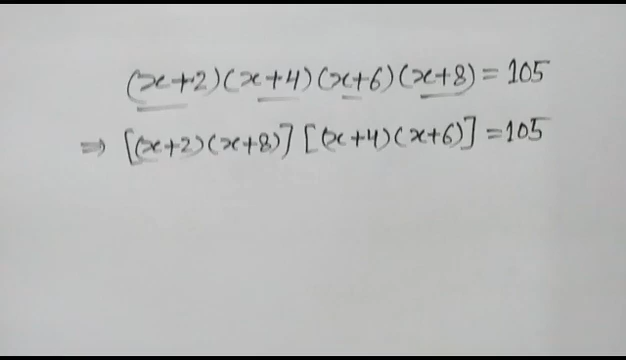 (x+2)(x+4)(x+6)(x+8) = 105
⇒ [(x+2)(x+8)] [(x+4)(x+6)] = 105